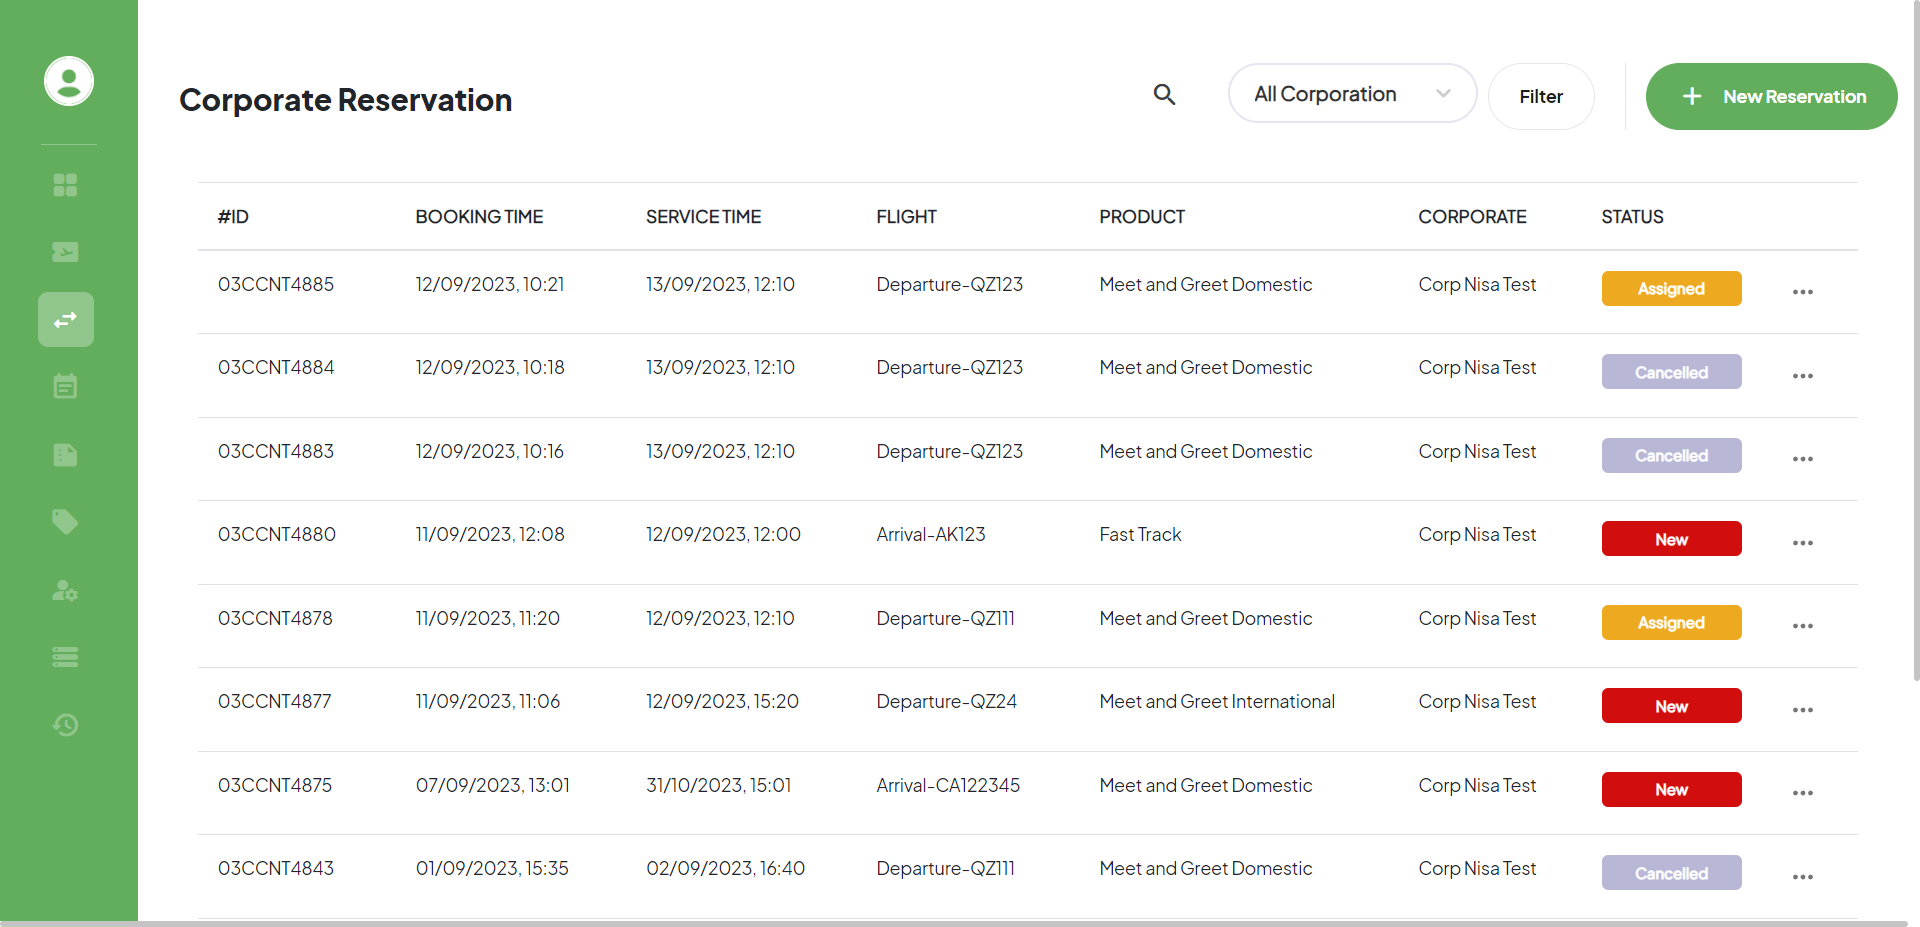 Corporate Reservation
All Corporation
Filter
+ New Reservation
#ID BOOKING TIME SERVICE TIME FLIGHT PRODUCT CORPORATE STATUS
03CCNT4885 12/09/2023, 10:21 13/09/2023, 12:10 Departure-QZ123 Meet and Greet Domestic Corp Nisa Test Assigned ...
03CCNT4884 12/09/2023, 10:18 13/09/2023, 12:10 Departure-QZ123 Meet and Greet Domestic Corp Nisa Test Cancelled ...
03CCNT4883 12/09/2023, 10:16 13/09/2023, 12:10 Departure-QZ123 Meet and Greet Domestic Corp Nisa Test Cancelled ...
03CCNT4880 11/09/2023, 12:08 12/09/2023, 12:00 Arrival-AK123 Fast Track Corp Nisa Test New ...
03CCNT4878 11/09/2023, 11:20 12/09/2023, 12:10 Departure-QZ111 Meet and Greet Domestic Corp Nisa Test Assigned ...
03CCNT4877 11/09/2023, 11:06 12/09/2023, 15:20 Departure-QZ24 Meet and Greet International Corp Nisa Test New ...
03CCNT4875 07/09/2023, 13:01 31/10/2023, 15:01 Arrival-CA122345 Meet and Greet Domestic Corp Nisa Test New ...
03CCNT4843 01/09/2023, 15:35 02/09/2023, 16:40 Departure-QZ111 Meet and Greet Domestic Corp Nisa Test Cancelled ...